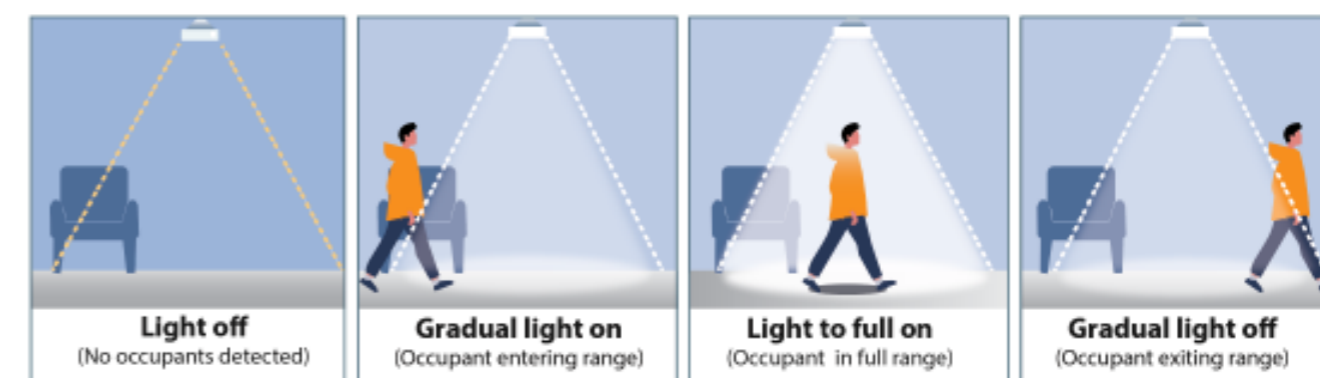 Light off
(No occupants detected)
Gradual light on
(Occupant entering range)
Light to full on
(Occupant in full range)
Gradual light off
(Occupant exiting range)